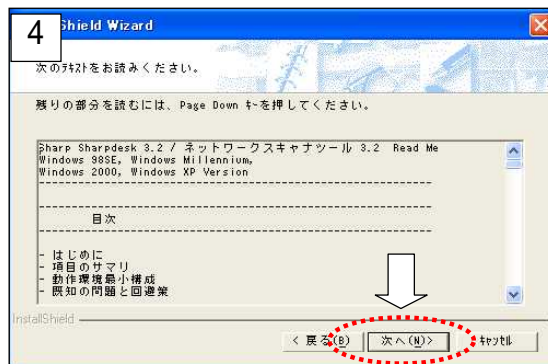 4
Shield Wizard
次のﾃｷｽﾄをお読みください。
残りの部分を読むには、Page Down ｷｰを押してください。
Sharp Sharpdesk 3.2 / ネットワークスキャナツール 3.2 Read Me
Windows 98SE, Windows Millennium,
Windows 2000, Windows XP Version
------------------------------------------------------
------------------------------------------------------
目次
------------------------------------------------------
- はじめに
- 項目のサマリ
- 動作環境最小構成
- 既知の問題と回避策
InstallShield
< 戻る(B) 次へ(N)> ｷｬﾝｾﾙ